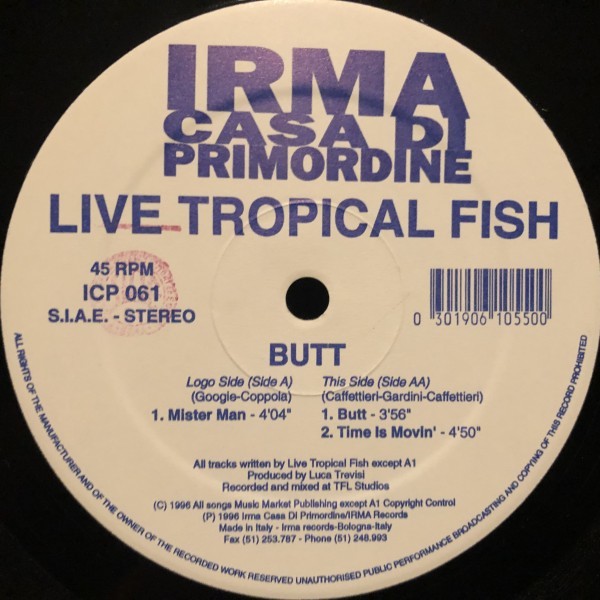 IRMA
CASA DI
PRIMORDINE
LIVE TROPICAL FISH
45 RPM
ICP 061
S.I.A.E. - STEREO
0 301906 105500
BUTT
Logo Side (Side A)
(Google-Coppola)
1. Mister Man - 4'04"
This Side (Side AA)
(Caffettieri-Gardini-Caffettieri)
1. Butt - 3'56"
2. Time Is Movin' - 4'50"
All tracks written by Live Tropical Fish except A1
Produced by Luca Trevisi
Recorded and mixed at TFL Studios
(C) 1996 All songs Music Market Publishing except A1 Copyright Control
(P) 1996 Irma Casa Di Primordine/IRMA Records
Made in Italy - Irma records-Bologna-Italy
Fax (51) 253.787 - Phone (51) 248.993
ALL RIGHTS OF THE MANUFACTURER AND OF THE OWNER OF THE RECORDED WORK RESERVED UNAUTHORISED PUBLIC PERFORMANCE BROADCASTING AND COPYING OF THIS RECORD PROHIBITED